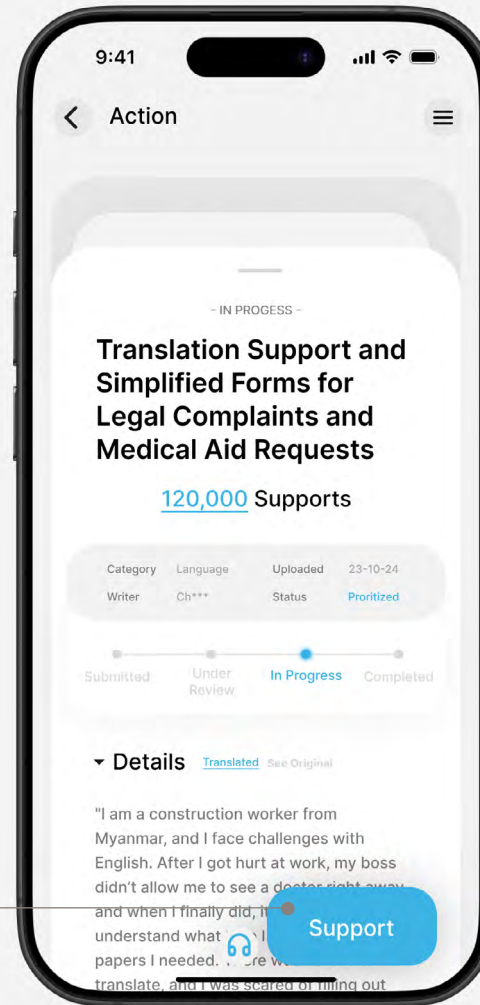 9:41
Action
- IN PROGESS -
Translation Support and
Simplified Forms for
Legal Complaints and
Medical Aid Requests
120,000 Supports
Category Language Uploaded 23-10-24
Writer Ch*** Status Proritized
Submitted Under Review In Progress Completed
Details Translated See Original
"I am a construction worker from
Myanmar, and I face challenges with
English. After I got hurt at work, my boss
didn't allow me to see a doctor right away
and when I finally did,
understand what
papers I needed.
translate, and I was scared of filling out
Support